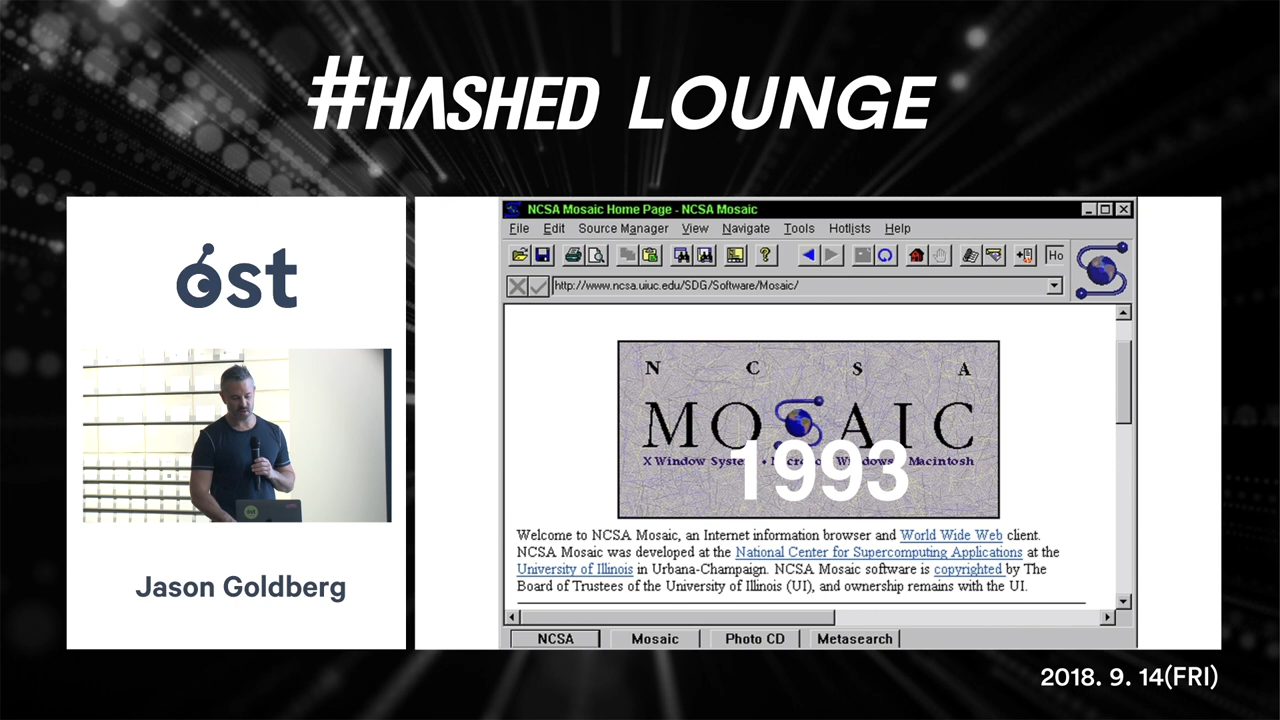 #HASHED LOUNGE
ost
Jason Goldberg
NCSA Mosaic Home Page - NCSA Mosaic
File Edit Source Manager View Navigate Tools Hotlists Help
Ho
http://www.ncsa.uiuc.edu/SDG/Software/Mosaic/
N C S A
MOSAIC
X Window System • Microsoft Windows • Macintosh
1993
Welcome to NCSA Mosaic, an Internet information browser and World Wide Web client.
NCSA Mosaic was developed at the National Center for Supercomputing Applications at the
University of Illinois in Urbana-Champaign. NCSA Mosaic software is copyrighted by The
Board of Trustees of the University of Illinois (UI), and ownership remains with the UI.
NCSA Mosaic Photo CD Metasearch
2018. 9. 14(FRI)